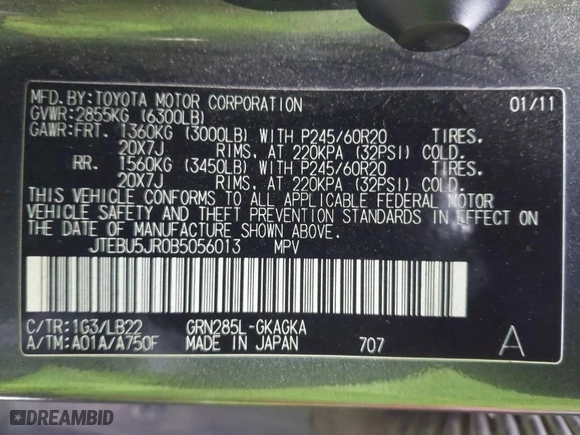 MFD. BY:TOYOTA MOTOR CORPORATION 01/11
GVWR:2855KG (6300LB)
GAWR:FRT. 1360KG (3000LB) WITH P245/60R20 TIRES,
20X7J RIMS, AT 220KPA (32PSI) COLD.
RR. 1560KG (3450LB) WITH P245/60R20 TIRES,
20X7J RIMS, AT 220KPA (32PSI) COLD.
THIS VEHICLE CONFORMS TO ALL APPLICABLE FEDERAL MOTOR
VEHICLE SAFETY AND THEFT PREVENTION STANDARDS IN EFFECT ON
THE DATE OF MANUFACTURE SHOWN ABOVE.
JTEBU5JR0B5056013 MPV
C/TR:1G3/LB22 GRN285L-GKAGKA
A/TM:A01A/A750F MADE IN JAPAN 707 A
DREAMBID